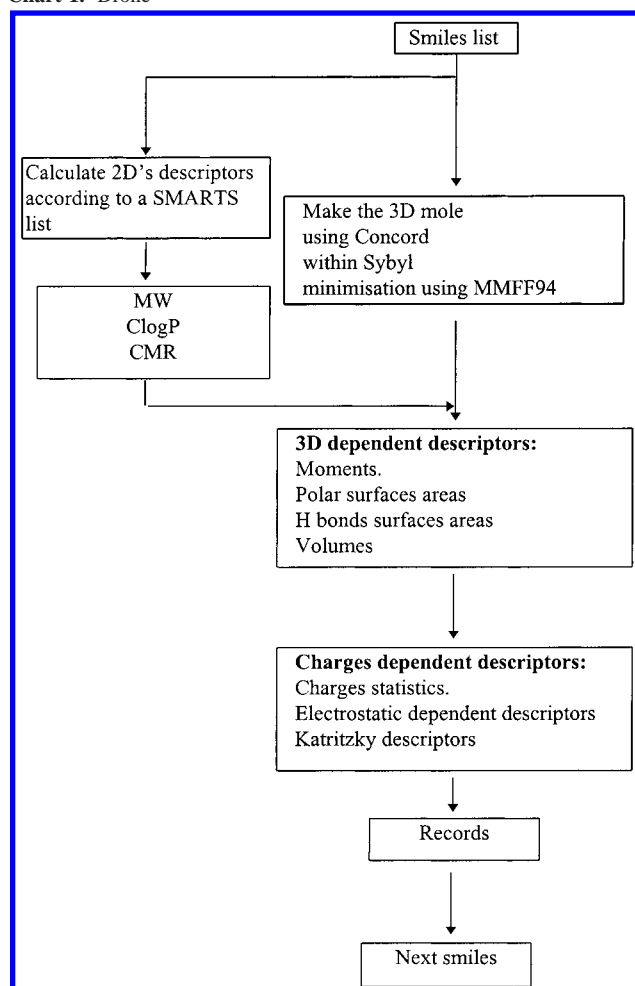 Chart 1. Drone
Smiles list
Calculate 2D's descriptors
according to a SMARTS
list
Make the 3D mole
using Concord
within Sybyl
minimisation using MMFF94
MW
ClogP
CMR
3D dependent descriptors:
Moments.
Polar surfaces areas
H bonds surfaces areas
Volumes
Charges dependent descriptors:
Charges statistics.
Electrostatic dependent descriptors
Katritzky descriptors
Records
Next smiles